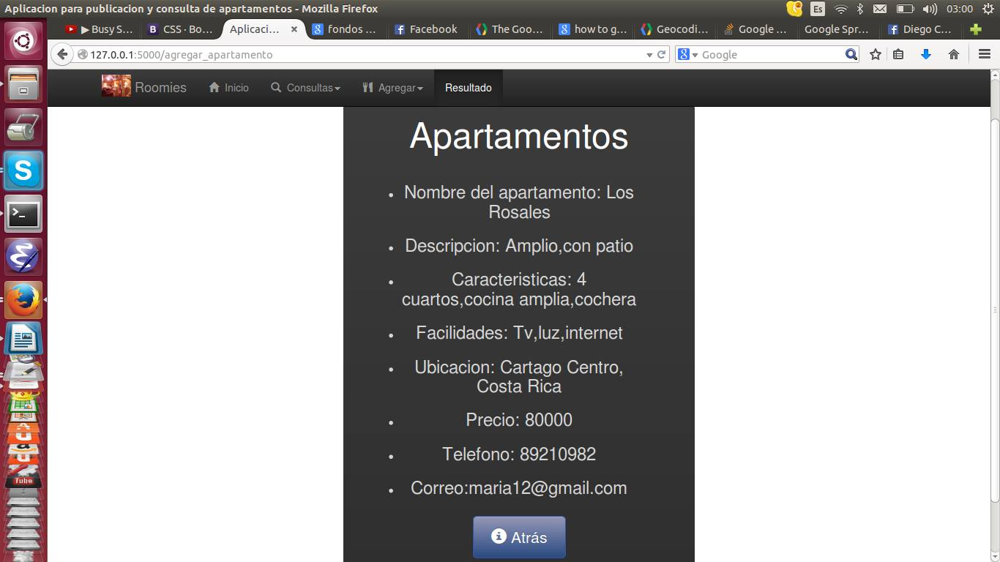 Aplicacion para publicacion y consulta de apartamentos - Mozilla Firefox
Es
03:00
▶ Busy S...
CSS · Bo...
Aplicaci...
fondos ...
Facebook
The Goo...
how to g...
Geocodi...
Google ...
Google Spr...
Diego C...
127.0.0.1:5000/agregar_apartamento
Google
Roomies
Inicio
Consultas
Agregar
Resultado
Apartamentos
• Nombre del apartamento: Los
Rosales
• Descripcion: Amplio,con patio
• Caracteristicas: 4
cuartos,cocina amplia,cochera
• Facilidades: Tv,luz,internet
• Ubicacion: Cartago Centro,
Costa Rica
• Precio: 80000
• Telefono: 89210982
• Correo:maria12@gmail.com
Atrás
Tube